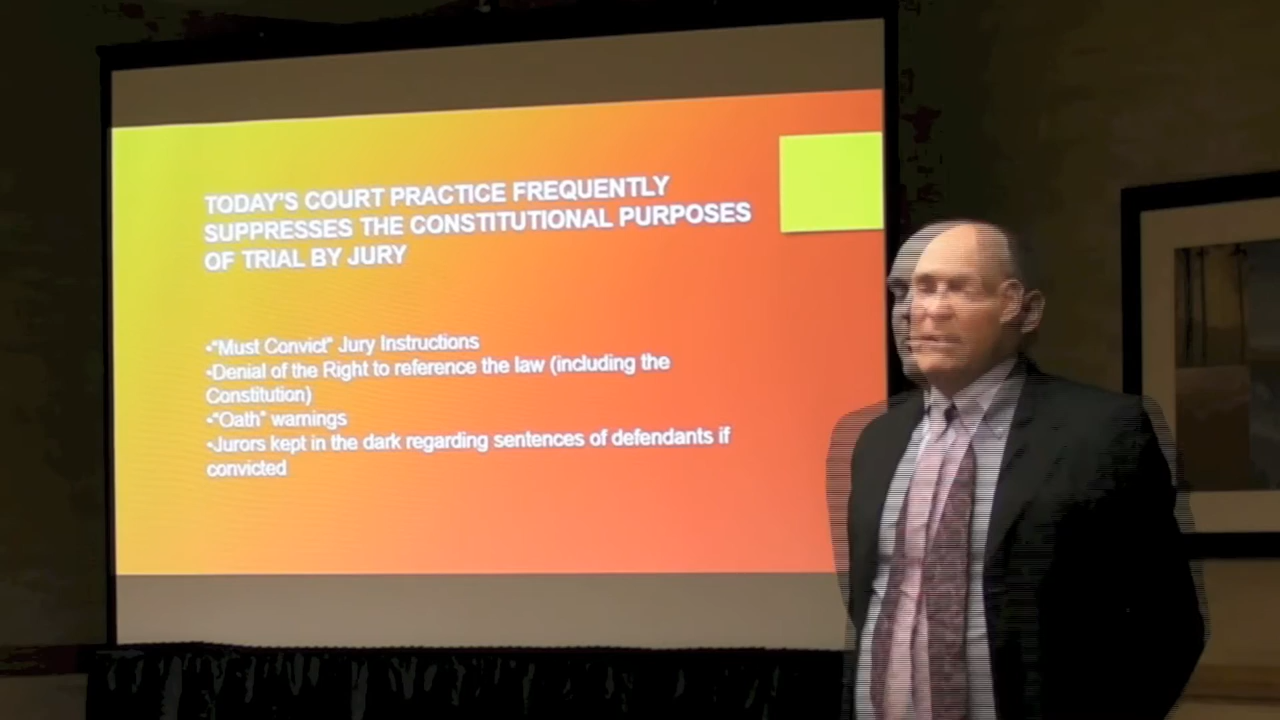 TODAY'S COURT PRACTICE FREQUENTLY
SUPPRESSES THE CONSTITUTIONAL PURPOSES
OF TRIAL BY JURY
•"Must Convict" Jury Instructions
•Denial of the Right to reference the law (including the
Constitution)
•"Oath" warnings
•Jurors kept in the dark regarding sentences of defendants if
convicted